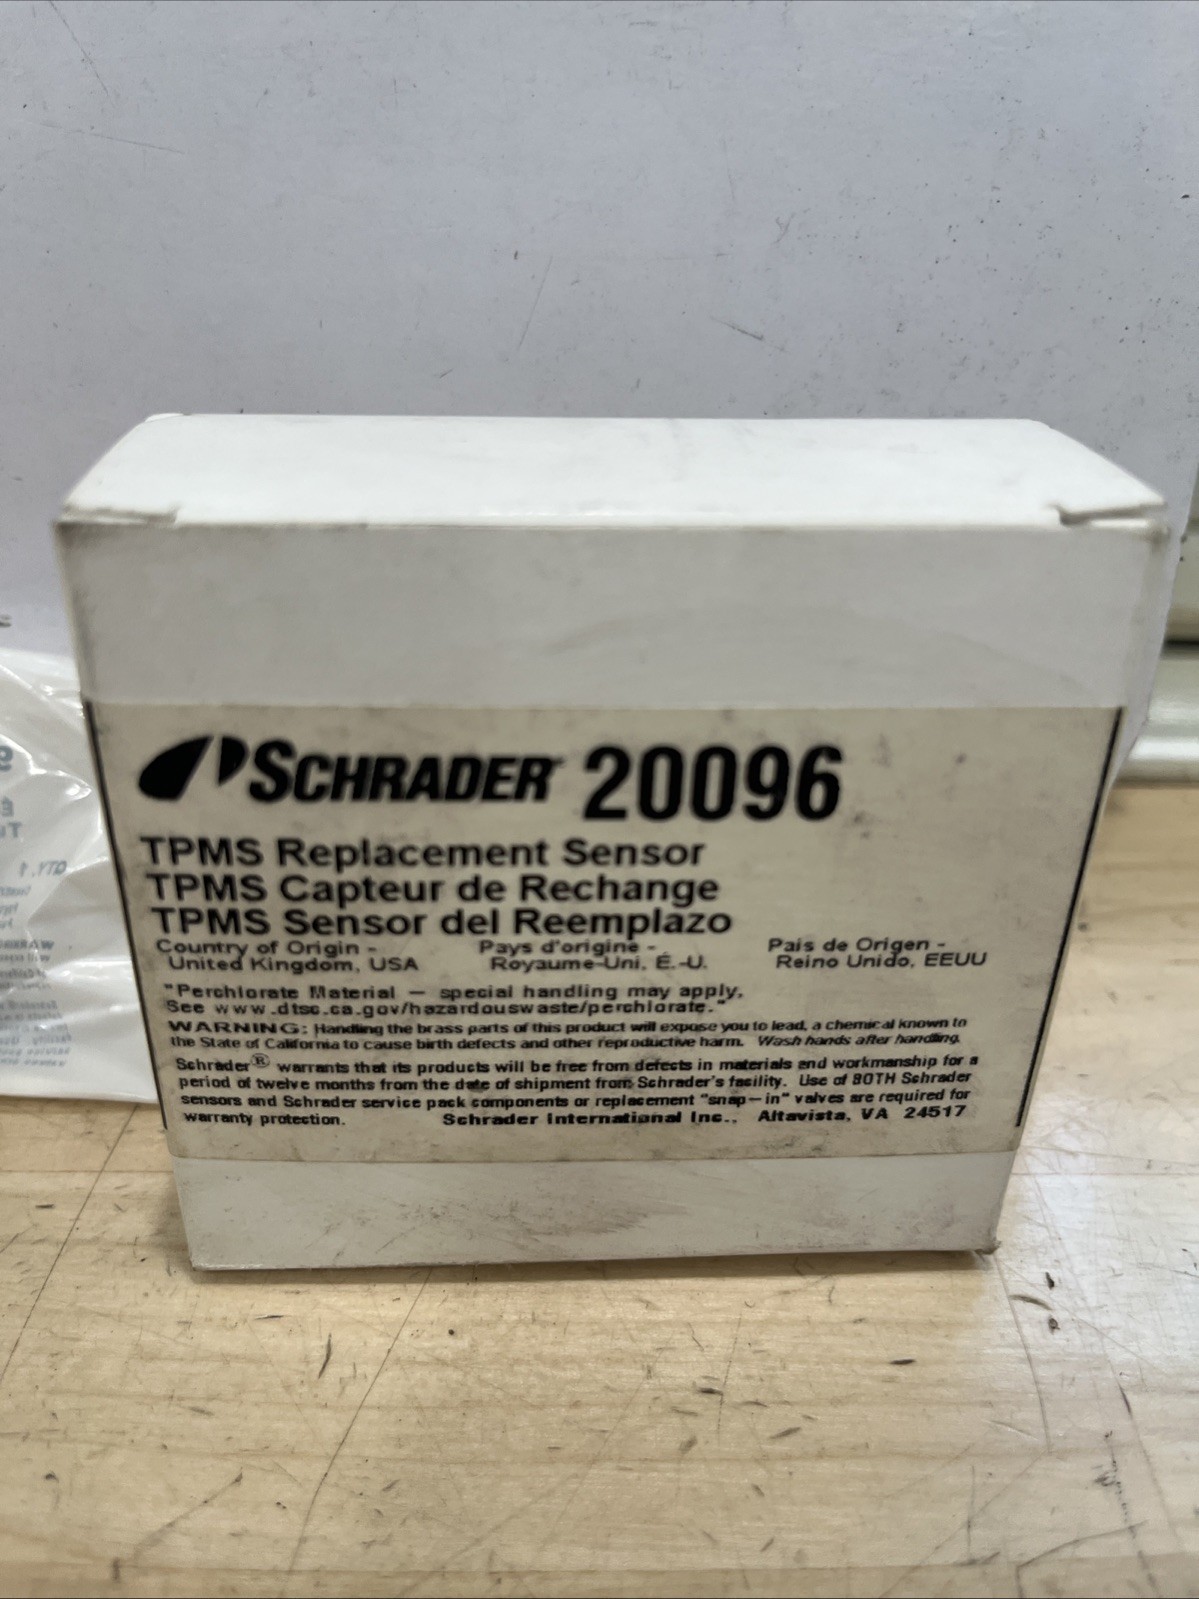 SCHRADER 20096
TPMS Replacement Sensor
TPMS Capteur de Rechange
TPMS Sensor del Reemplazo
Country of Origin - Pays d'origine - Pais de Origen -
United Kingdom, USA Royaume-Uni, É.-U. Reino Unido, EEUU
"Perchlorate Material — special handling may apply,
See www.dtsc.ca.gov/hazardouswaste/perchlorate."
WARNING: Handling the brass parts of this product will expose you to lead, a chemical known to
the State of California to cause birth defects and other reproductive harm. Wash hands after handling.
Schrader® warrants that its products will be free from defects in materials and workmanship for a
period of twelve months from the date of shipment from Schrader's facility. Use of BOTH Schrader
sensors and Schrader service pack components or replacement "snap-in" valves are required for
warranty protection. Schrader International Inc., Altavista, VA 24517
QTY. 1